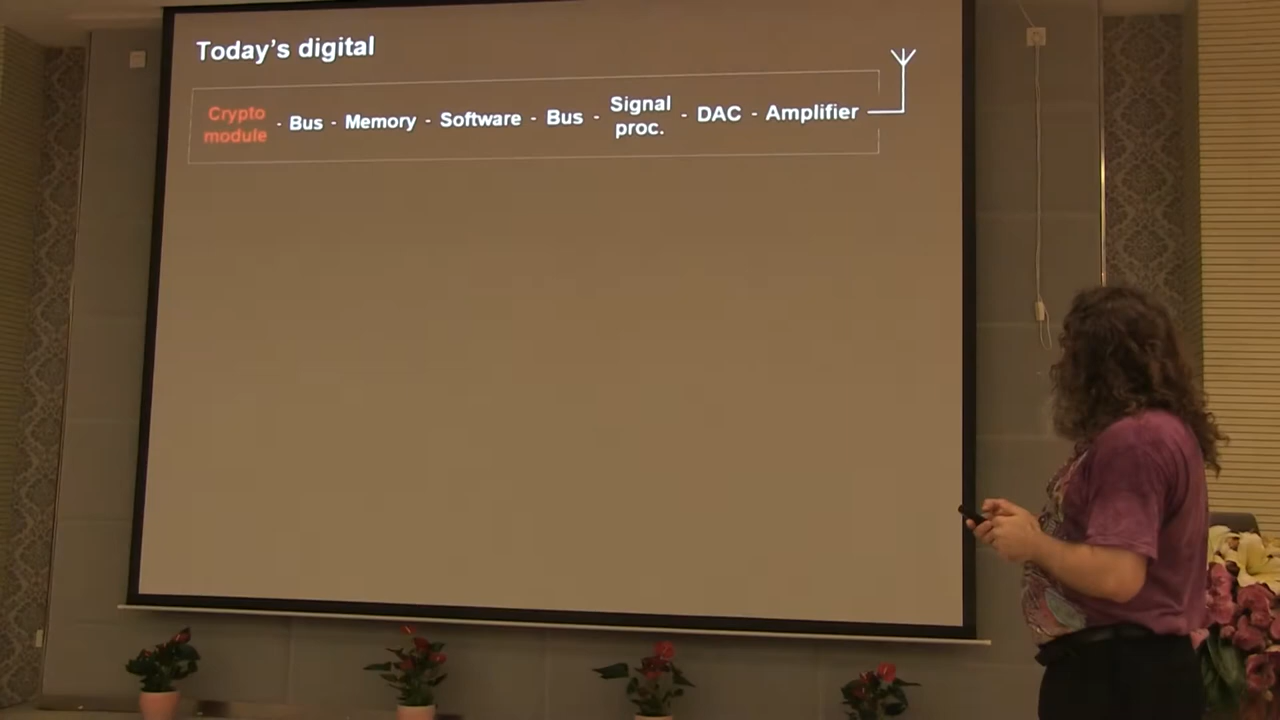 Today's digital
Crypto module - Bus - Memory - Software - Bus - Signal proc. - DAC - Amplifier